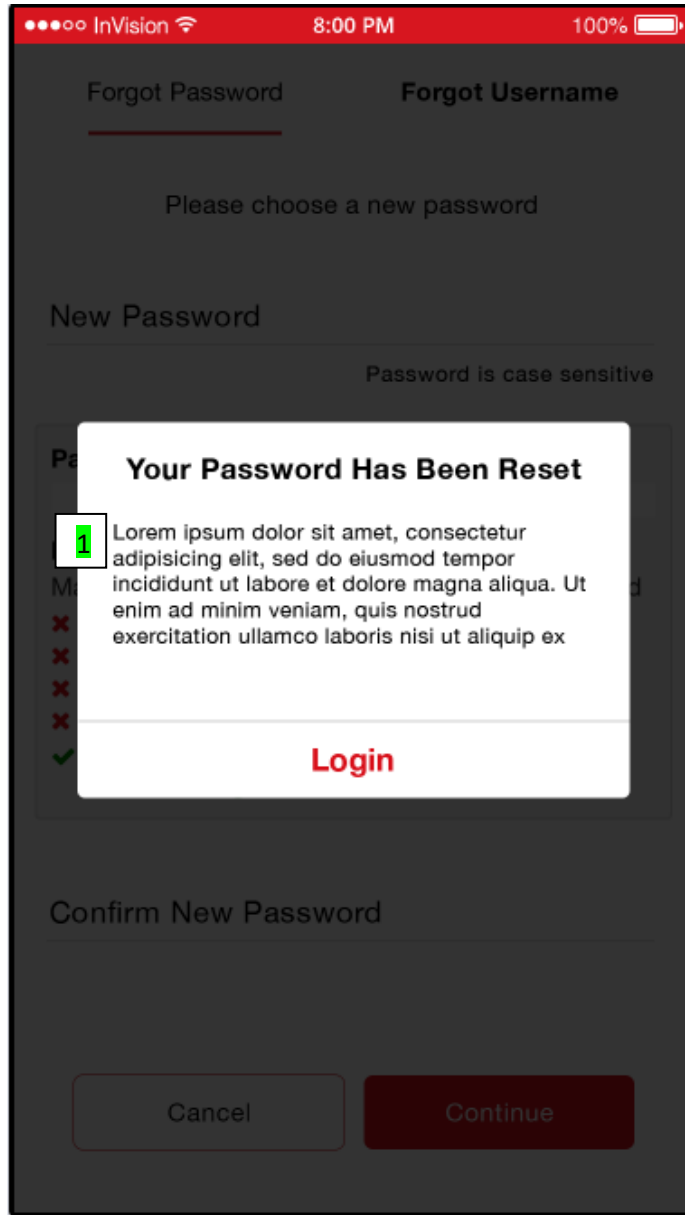 InVision 8:00 PM 100%
Forgot Password Forgot Username
Please choose a new password
New Password
Password is case sensitive
Your Password Has Been Reset
1
Lorem ipsum dolor sit amet, consectetur
adipisicing elit, sed do eiusmod tempor
incididunt ut labore et dolore magna aliqua. Ut
enim ad minim veniam, quis nostrud
exercitation ullamco laboris nisi ut aliquip ex
Login
Confirm New Password
Cancel Continue